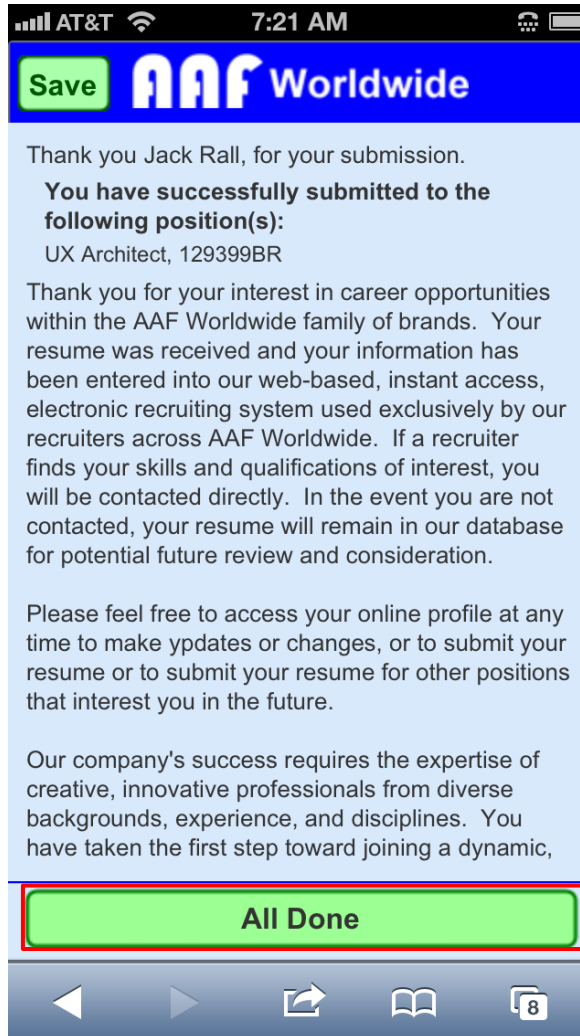 AT&T 7:21 AM
Save AAF Worldwide
Thank you Jack Rall, for your submission.
You have successfully submitted to the
following position(s):
UX Architect, 129399BR
Thank you for your interest in career opportunities
within the AAF Worldwide family of brands.  Your
resume was received and your information has
been entered into our web-based, instant access,
electronic recruiting system used exclusively by our
recruiters across AAF Worldwide.  If a recruiter
finds your skills and qualifications of interest, you
will be contacted directly.  In the event you are not
contacted, your resume will remain in our database
for potential future review and consideration.
Please feel free to access your online profile at any
time to make ypdates or changes, or to submit your
resume or to submit your resume for other positions
that interest you in the future.
Our company's success requires the expertise of
creative, innovative professionals from diverse
backgrounds, experience, and disciplines.  You
have taken the first step toward joining a dynamic,
All Done
8